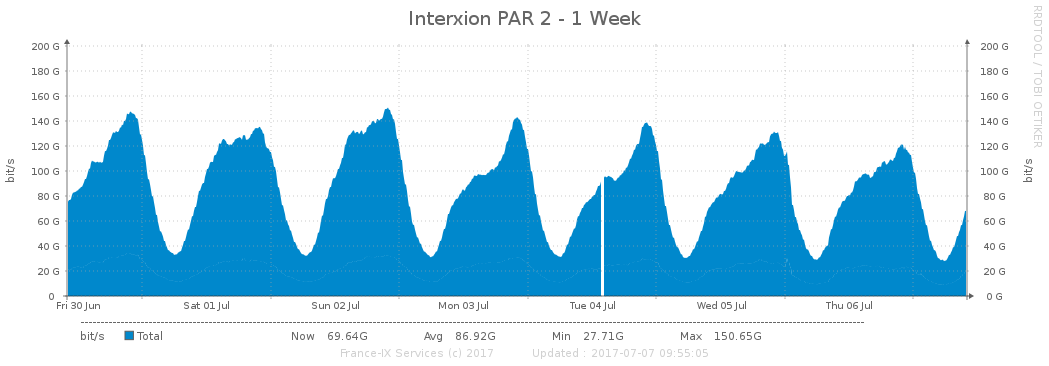 Interxion PAR 2 - 1 Week
RRDTOOL / TOBI OETIKER
bit/s
200 G 200 G
180 G 180 G
160 G 160 G
140 G 140 G
120 G 120 G
100 G 100 G
80 G 80 G
60 G 60 G
40 G 40 G
20 G 20 G
0 0 G
bit/s
Fri 30 Jun Sat 01 Jul Sun 02 Jul Mon 03 Jul Tue 04 Jul Wed 05 Jul Thu 06 Jul
bit/s Total Now 69.64G Avg 86.92G Min 27.71G Max 150.65G
France-IX Services (c) 2017 Updated : 2017-07-07 09:55:05